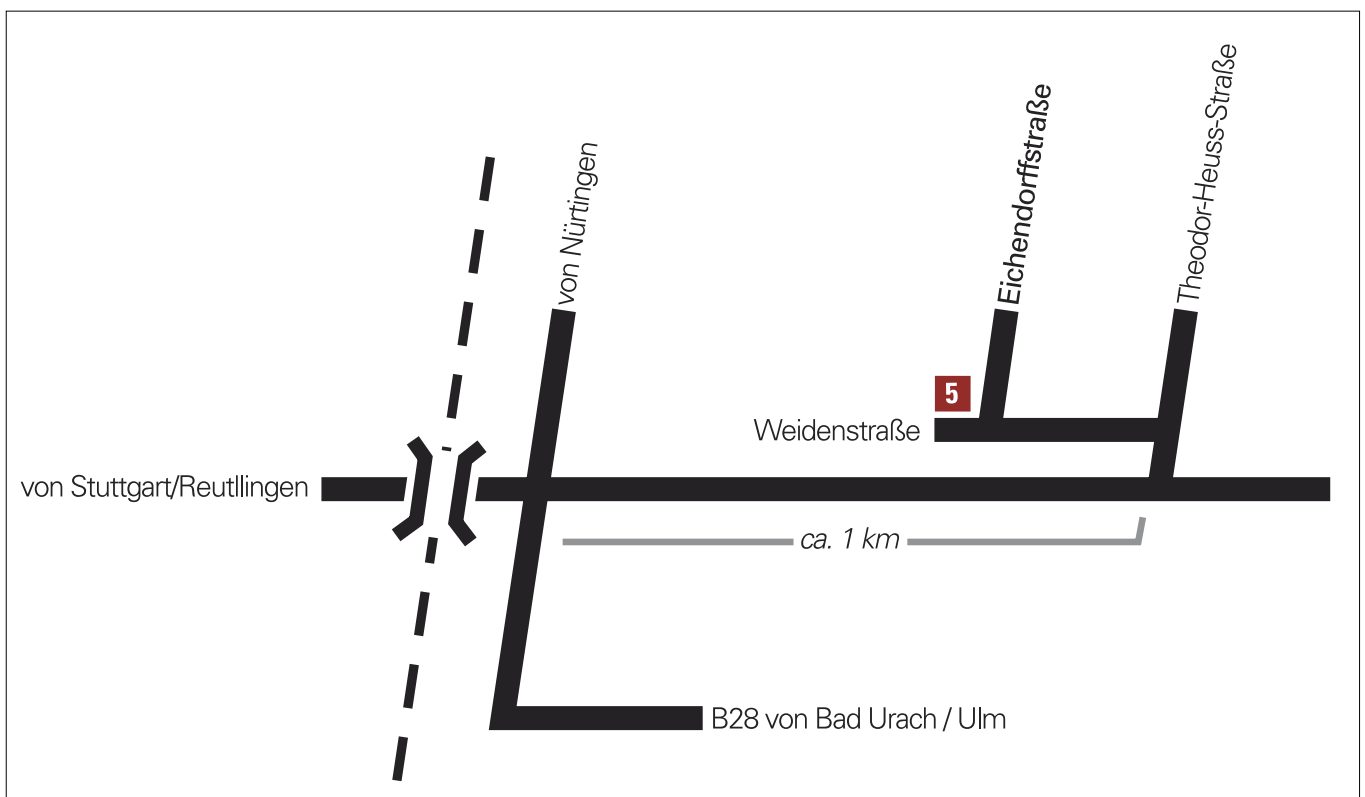 von Nürtingen
Eichendorffstraße
Theodor-Heuss-Straße
5
Weidenstraße
von Stuttgart/Reutllingen
ca. 1 km
B28 von Bad Urach / Ulm